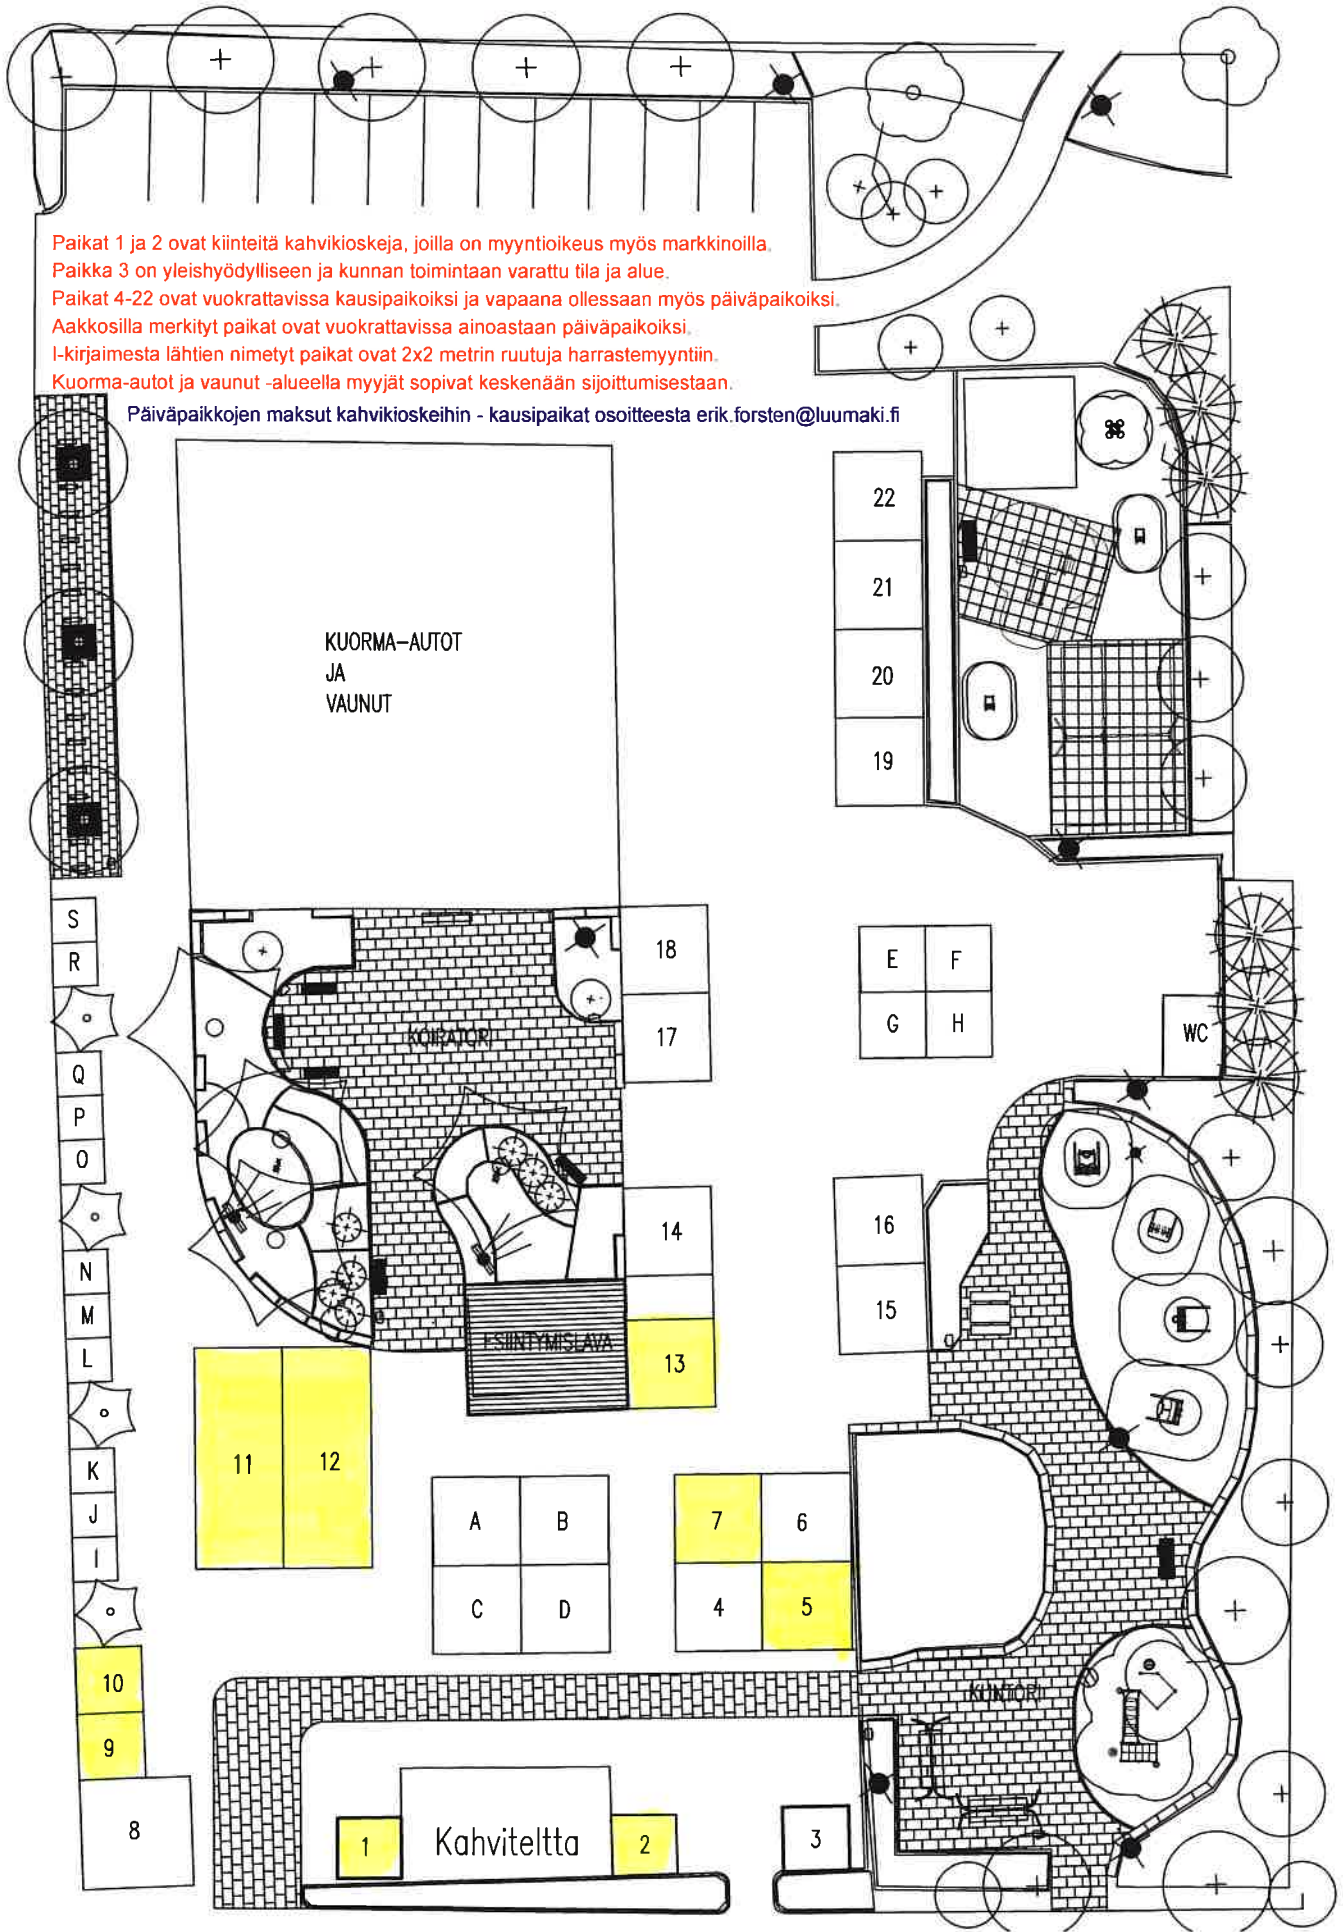 Paikat 1 ja 2 ovat kiinteitä kahvikioskeja, joilla on myyntioikeus myös markkinoilla.
Paikka 3 on yleishyödylliseen ja kunnan toimintaan varattu tila ja alue.
Paikat 4-22 ovat vuokrattavissa kausipaikoiksi ja vapaana ollessaan myös päiväpaikoiksi.
Aakkosilla merkityt paikat ovat vuokrattavissa ainoastaan päiväpaikoiksi.
I-kirjaimesta lähtien nimetyt paikat ovat 2x2 metrin ruutuja harrastemyyntiin.
Kuorma-autot ja vaunut -alueella myyjät sopivat keskenään sijoittumisestaan.
Päiväpaikkojen maksut kahvikioskeihin - kausipaikat osoitteesta erik.forsten@luumaki.fi
22
21
KUORMA-AUTOT
JA
VAUNUT
20
19
S
R
18
17
E F
G H
WC
KOIRATORI
Q
P
O
14
16
15
N
M
L
ESIINTYMISLAVA
13
11 12
K
J
I
A B
C D
7 6
4 5
10
9
8
KUNTORI
1
Kahviteltta
2
3